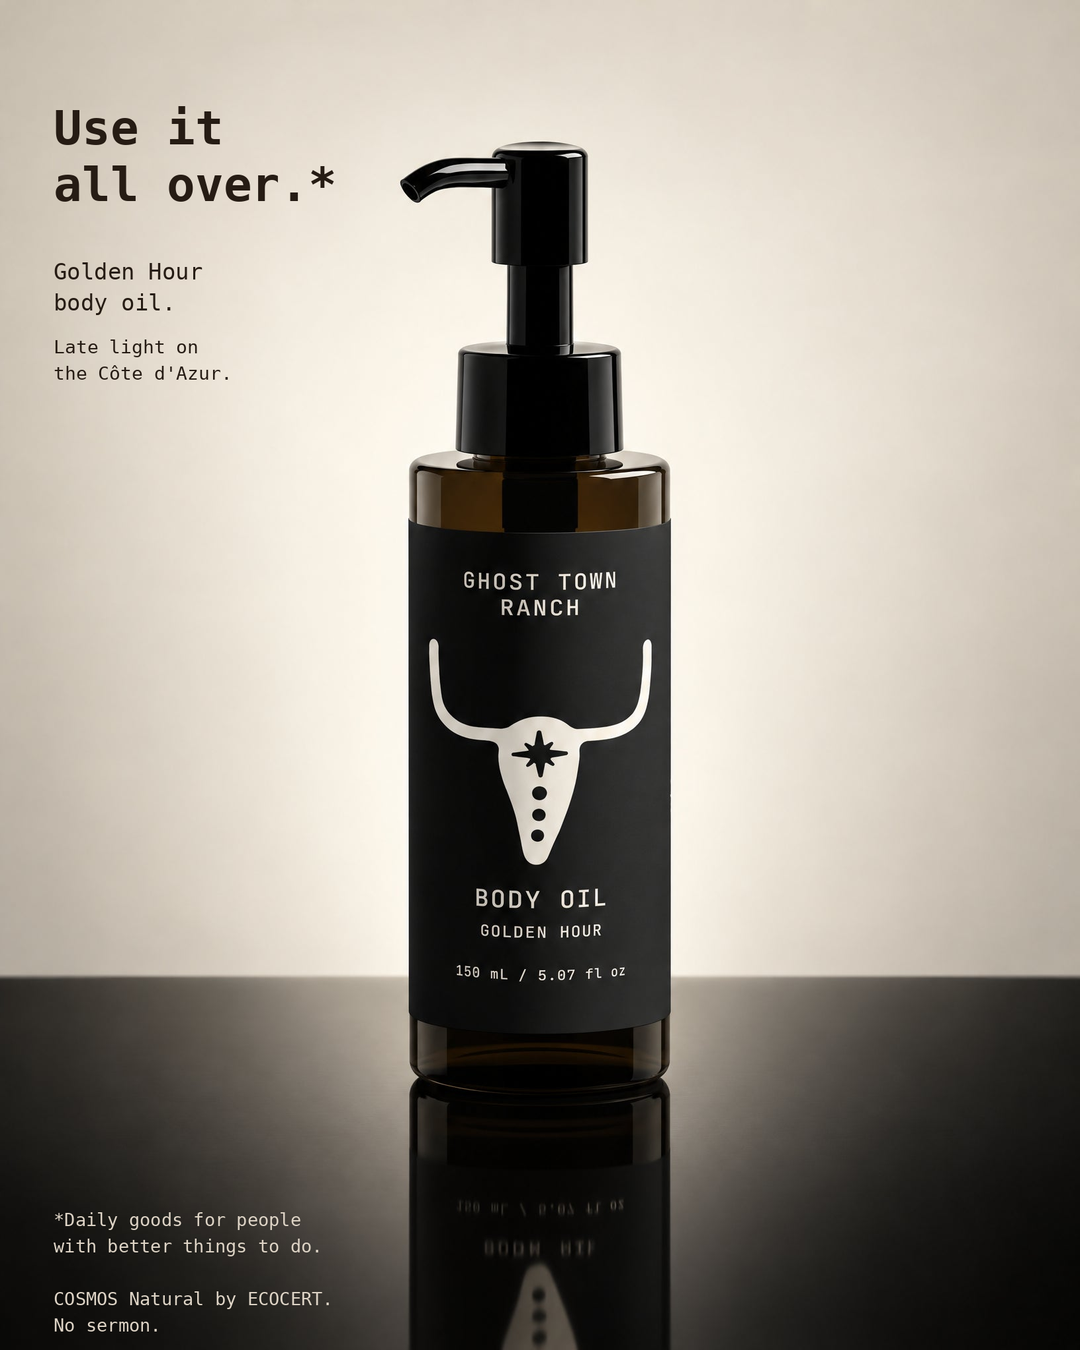 Use it
all over.*
Golden Hour
body oil.
Late light on
the Côte d'Azur.
GHOST TOWN
RANCH
BODY OIL
GOLDEN HOUR
150 mL / 5.07 fl oz
*Daily goods for people
with better things to do.
COSMOS Natural by ECOCERT.
No sermon.